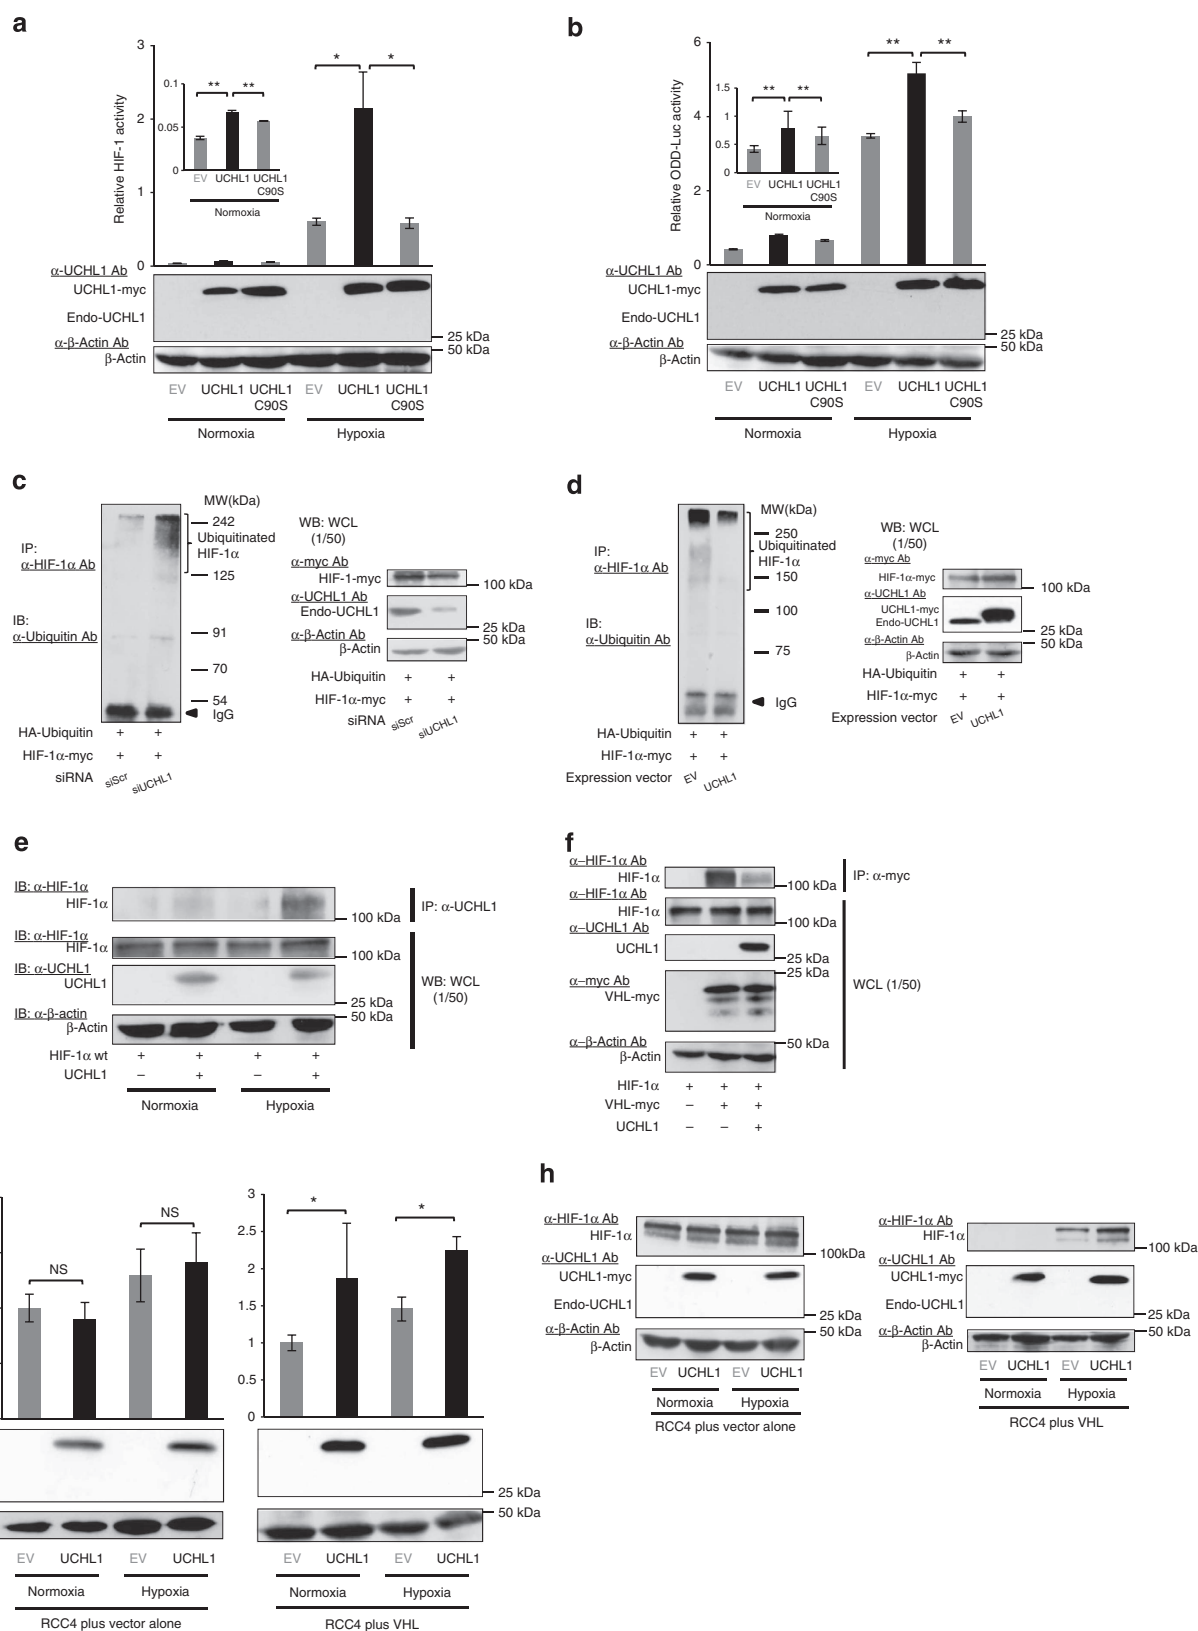 a
3
2
1
0
Relative HIF-1 activity
* *
0.1
0.05
0
** **
EV UCHL1 UCHL1
C90S
Normoxia
α-UCHL1 Ab
UCHL1-myc
Endo-UCHL1
25 kDa
α-β-Actin Ab
50 kDa
β-Actin
EV UCHL1 UCHL1 EV UCHL1 UCHL1
C90S C90S
Normoxia Hypoxia
b
6
4
2
0
Relative ODD-Luc activity
** **
1.5
1
0.5
0
** **
EV UCHL1 UCHL1
C90S
Normoxia
α-UCHL1 Ab
UCHL1-myc
Endo-UCHL1
25 kDa
α-β-Actin Ab
50 kDa
β-Actin
EV UCHL1 UCHL1 EV UCHL1 UCHL1
C90S C90S
Normoxia Hypoxia
c
MW(kDa)
242
Ubiquitinated
HIF-1α
125
91
70
54
IgG
IP:
α-HIF-1α Ab
IB:
α-Ubiquitin Ab
HA-Ubiquitin + +
HIF-1α-myc + +
siRNA siScr siUCHL1
WB: WCL
(1/50)
α-myc Ab
HIF-1-myc
100 kDa
α-UCHL1 Ab
Endo-UCHL1
25 kDa
α-β-Actin Ab
50 kDa
β-Actin
HA-Ubiquitin + +
HIF-1α-myc + +
siRNA siScr siUCHL1
d
MW(kDa)
250
Ubiquitinated
HIF-1α
150
100
75
IgG
IP:
α-HIF-1α Ab
IB:
α-Ubiquitin Ab
HA-Ubiquitin + +
HIF-1α-myc + +
Expression vector EV UCHL1
WB: WCL
(1/50)
α-myc Ab
HIF-1α-myc
100 kDa
α-UCHL1 Ab
UCHL1-myc
Endo-UCHL1
25 kDa
α-β-Actin Ab
50 kDa
β-Actin
HA-Ubiquitin + +
HIF-1α-myc + +
Expression vector EV UCHL1
e
IB: α-HIF-1α
HIF-1α
100 kDa
IP: α-UCHL1
IB: α-HIF-1α
HIF-1α
100 kDa
IB: α-UCHL1
UCHL1
25 kDa
WB: WCL
(1/50)
IB: α-β-actin
50 kDa
β-Actin
HIF-1α wt + + + +
UCHL1 − + − +
Normoxia Hypoxia
f
α–HIF-1α Ab
HIF-1α
100 kDa
IP: α-myc
α–HIF-1α Ab
HIF-1α
100 kDa
α–UCHL1 Ab
UCHL1
25 kDa
25 kDa
α–myc Ab
VHL-myc
WCL (1/50)
α–β-Actin Ab
50 kDa
β-Actin
HIF-1α + + +
VHL-myc − + +
UCHL1 − − +
NS NS
EV UCHL1 EV UCHL1
Normoxia Hypoxia
RCC4 plus vector alone
3
2.5
2
1.5
1
0.5
0
* *
25 kDa
50 kDa
EV UCHL1 EV UCHL1
Normoxia Hypoxia
RCC4 plus VHL
h
α-HIF-1α Ab
HIF-1α
100kDa
α-UCHL1 Ab
UCHL1-myc
Endo-UCHL1
25 kDa
α-β-Actin Ab
50 kDa
β-Actin
EV UCHL1 EV UCHL1
Normoxia Hypoxia
RCC4 plus vector alone
α-HIF-1α Ab
HIF-1α
100 kDa
α-UCHL1 Ab
UCHL1-myc
Endo-UCHL1
25 kDa
α-β-Actin Ab
50 kDa
β-Actin
EV UCHL1 EV UCHL1
Normoxia Hypoxia
RCC4 plus VHL